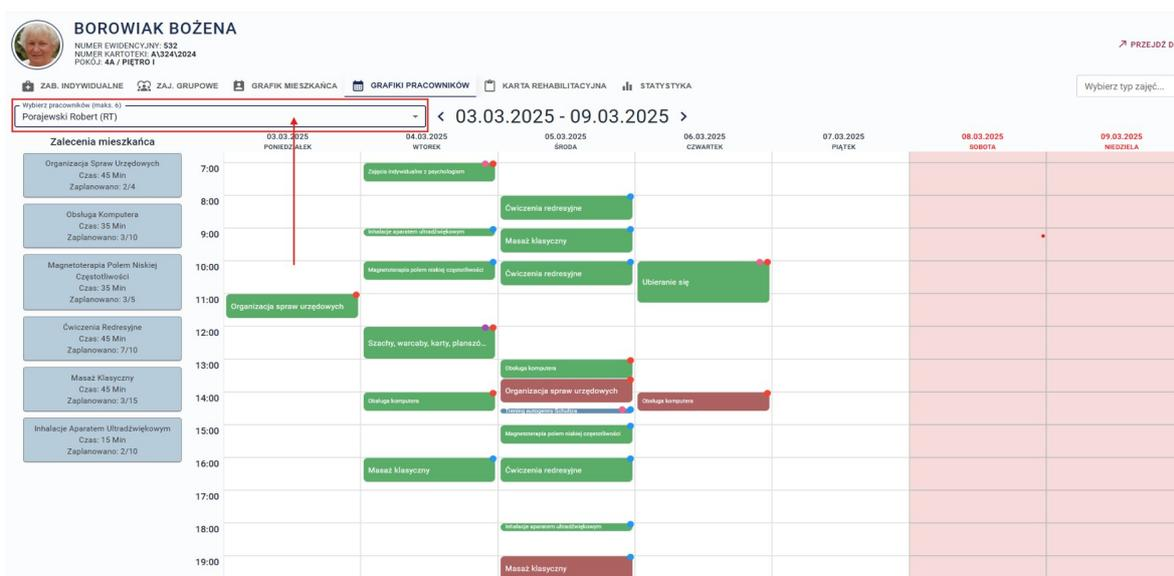 BOROWIAK BOŻENA
NUMER EWIDENCYJNY: 532
NUMER KARTOTEKI: A\324\2024
POKÓJ: 4A / PIĘTRO I
PRZEJDŹ D
ZAB. INDYWIDUALNE
ZAJ. GRUPOWE
GRAFIK MIESZKAŃCA
GRAFIKI PRACOWNIKÓW
KARTA REHABILITACYJNA
STATYSTYKA
Wybierz typ zajęć...
Wybierz pracowników (maks. 6)
Porajewski Robert (RT)
03.03.2025 - 09.03.2025
Zalecenia mieszkańca
Organizacja Spraw Urzędowych
Czas: 45 Min
Zaplanowano: 2/4
Obsługa Komputera
Czas: 35 Min
Zaplanowano: 3/10
Magnetoterapia Polem Niskiej
Częstotliwości
Czas: 35 Min
Zaplanowano: 3/5
Ćwiczenia Redresyjne
Czas: 45 Min
Zaplanowano: 7/10
Masaż Klasyczny
Czas: 45 Min
Zaplanowano: 3/15
Inhalacje Aparatem Ultradźwiękowym
Czas: 15 Min
Zaplanowano: 2/10
03.03.2025
PONIEDZIAŁEK
04.03.2025
WTOREK
05.03.2025
ŚRODA
06.03.2025
CZWARTEK
07.03.2025
PIĄTEK
08.03.2025
SOBOTA
09.03.2025
NIEDZIELA
7:00
Zajęcia indywidualne z psychologiem
8:00
Ćwiczenia redresyjne
9:00
Inhalacje aparatem ultradźwiękowym
Masaż klasyczny
10:00
Magnetoterapia polem niskiej częstotliwości
Ćwiczenia redresyjne
Ubieranie się
11:00
Organizacja spraw urzędowych
12:00
Szachy, warcaby, karty, planszó...
13:00
Obsługa komputera
Organizacja spraw urzędowych
14:00
Obsługa komputera
Obsługa komputera
Trening autogenny Schultza
15:00
Magnetoterapia polem niskiej częstotliwości
16:00
Masaż klasyczny
Ćwiczenia redresyjne
17:00
18:00
Inhalacje aparatem ultradźwiękowym
19:00
Masaż klasyczny